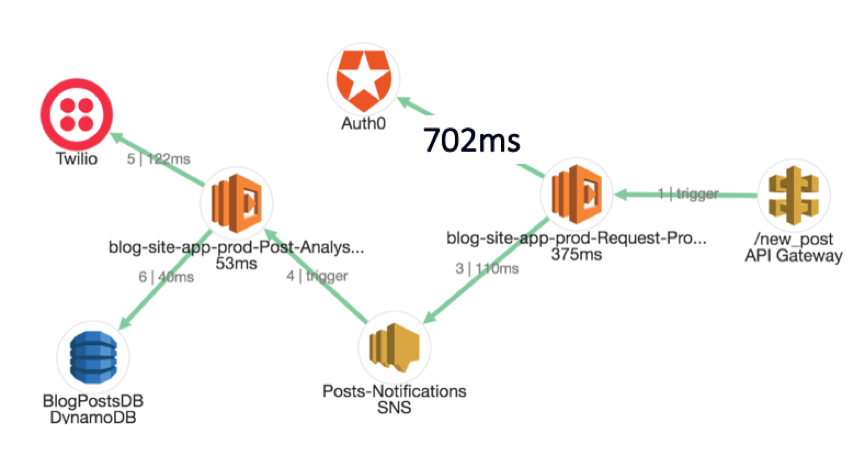 Auth0
702ms
Twilio
5 | 122ms
1 | trigger
blog-site-app-prod-Post-Analys...
53ms
blog-site-app-prod-Request-Pro...
375ms
/new_post
API Gateway
6 | 40ms
4 | trigger
3 | 110ms
Posts-Notifications
SNS
BlogPostsDB
DynamoDB